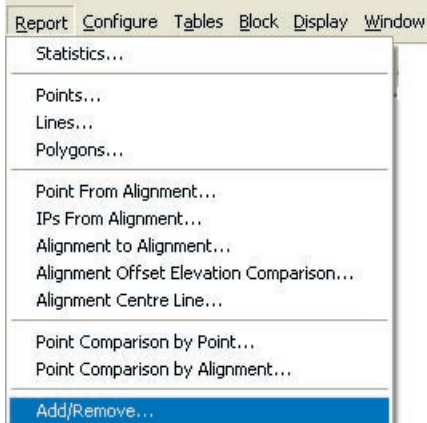 Report Configure Tables Block Display Window
Statistics...
Points...
Lines...
Polygons...
Point From Alignment...
IPs From Alignment...
Alignment to Alignment...
Alignment Offset Elevation Comparison...
Alignment Centre Line...
Point Comparison by Point...
Point Comparison by Alignment...
Add/Remove...